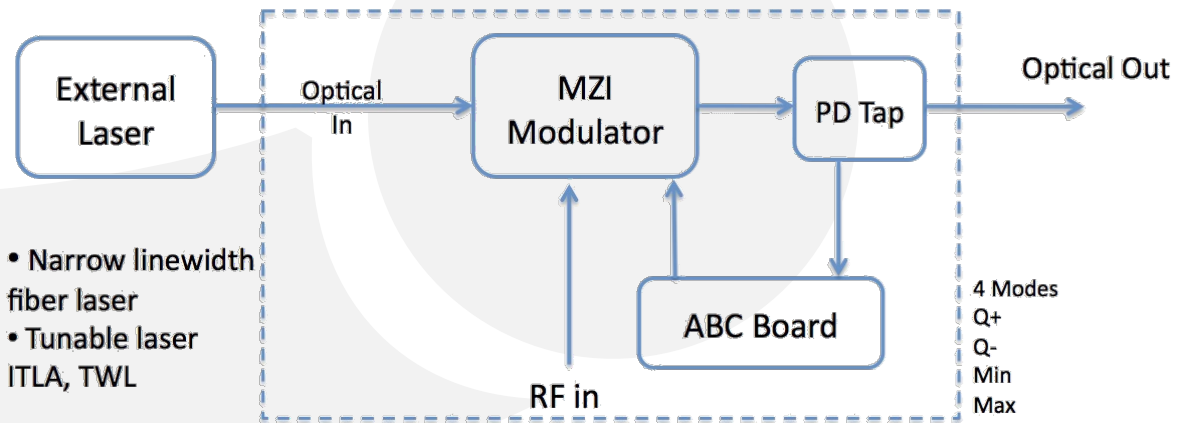 External
Laser
Optical
In
MZI
Modulator
PD Tap
Optical Out
• Narrow linewidth
fiber laser
• Tunable laser
ITLA, TWL
ABC Board
RF in
4 Modes
Q+
Q-
Min
Max